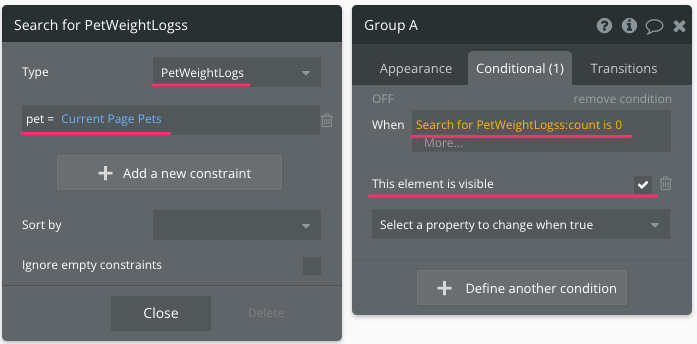 Search for PetWeightLogss
Type
PetWeightLogs
pet = Current Page Pets
Add a new constraint
Sort by
Ignore empty constraints
Close
Delete
Group A
Appearance
Conditional (1)
Transitions
OFF
remove condition
When
Search for PetWeightLogss:count is 0
More...
This element is visible
Select a property to change when true
Define another condition